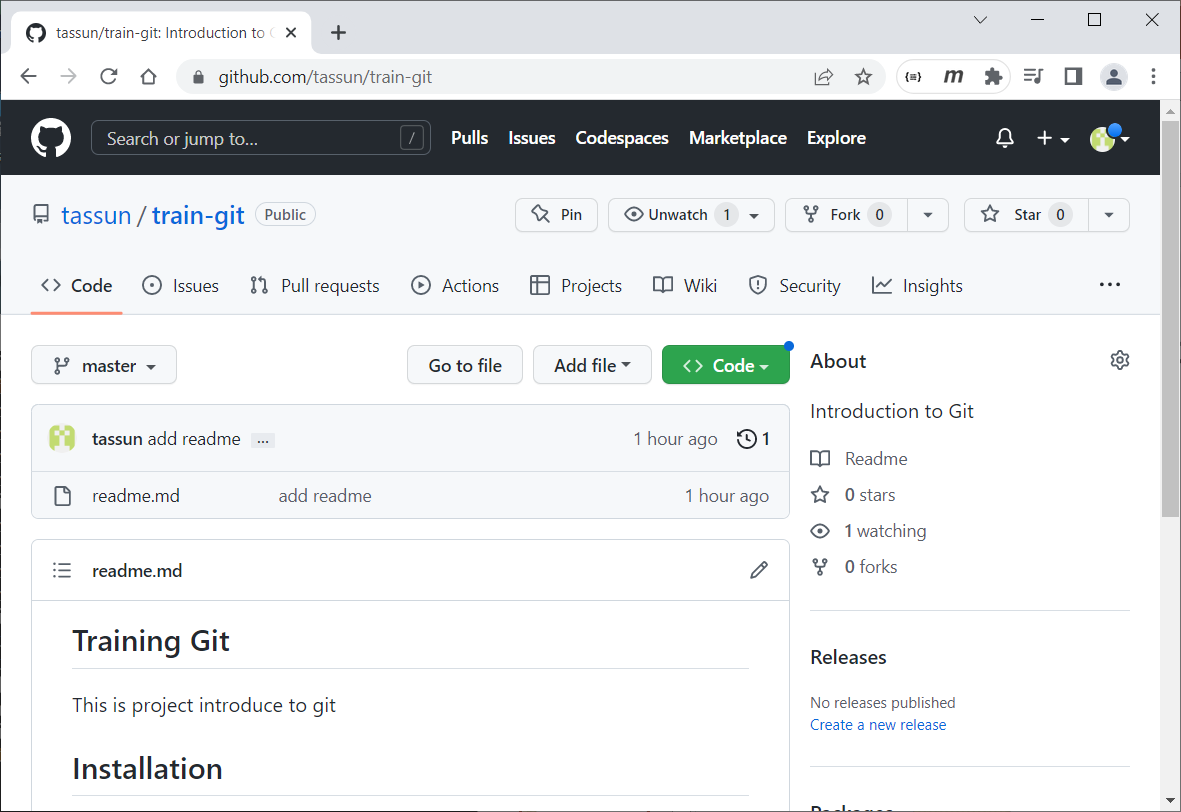 tassun/train-git: Introduction to G
github.com/tassun/train-git
Search or jump to... /
Pulls Issues Codespaces Marketplace Explore
tassun / train-git Public
Pin Unwatch 1 Fork 0 Star 0
Code Issues Pull requests Actions Projects Wiki Security Insights ...
master Go to file Add file Code
About
Introduction to Git
tassun add readme ... 1 hour ago 1
readme.md add readme 1 hour ago
Readme
0 stars
1 watching
0 forks
readme.md
Training Git
This is project introduce to git
Installation
Releases
No releases published
Create a new release
Packages